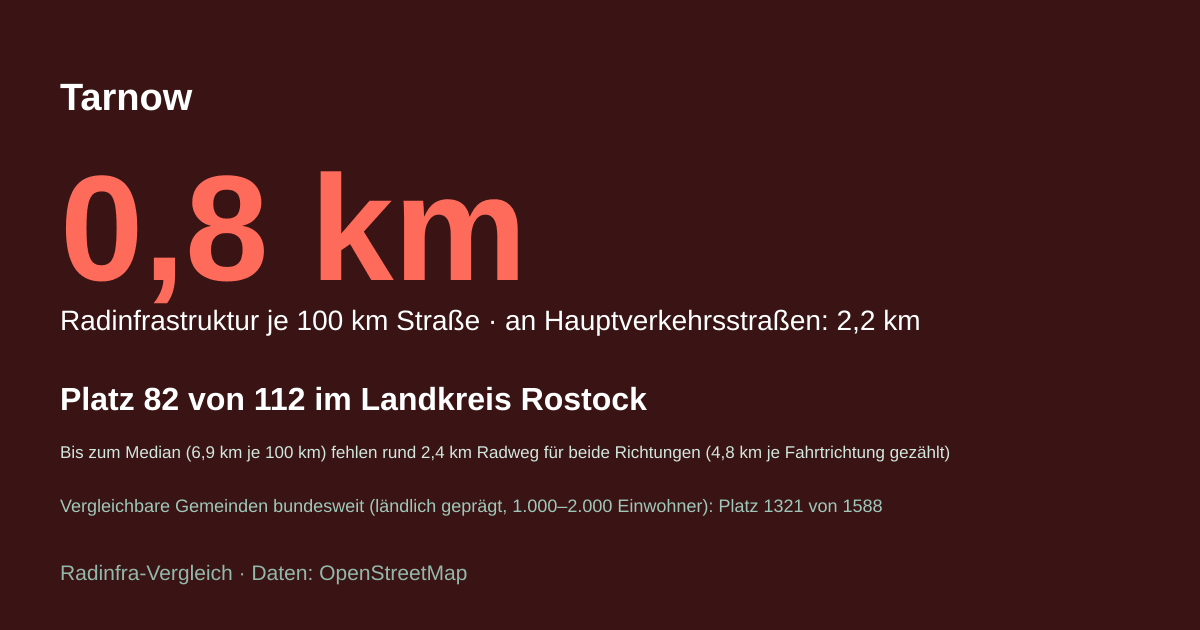 Tarnow
0,8 km
Radinfrastruktur je 100 km Straße · an Hauptverkehrsstraßen: 2,2 km
Platz 82 von 112 im Landkreis Rostock
Bis zum Median (6,9 km je 100 km) fehlen rund 2,4 km Radweg für beide Richtungen (4,8 km je Fahrtrichtung gezählt)
Vergleichbare Gemeinden bundesweit (ländlich geprägt, 1.000–2.000 Einwohner): Platz 1321 von 1588
Radinfra-Vergleich · Daten: OpenStreetMap